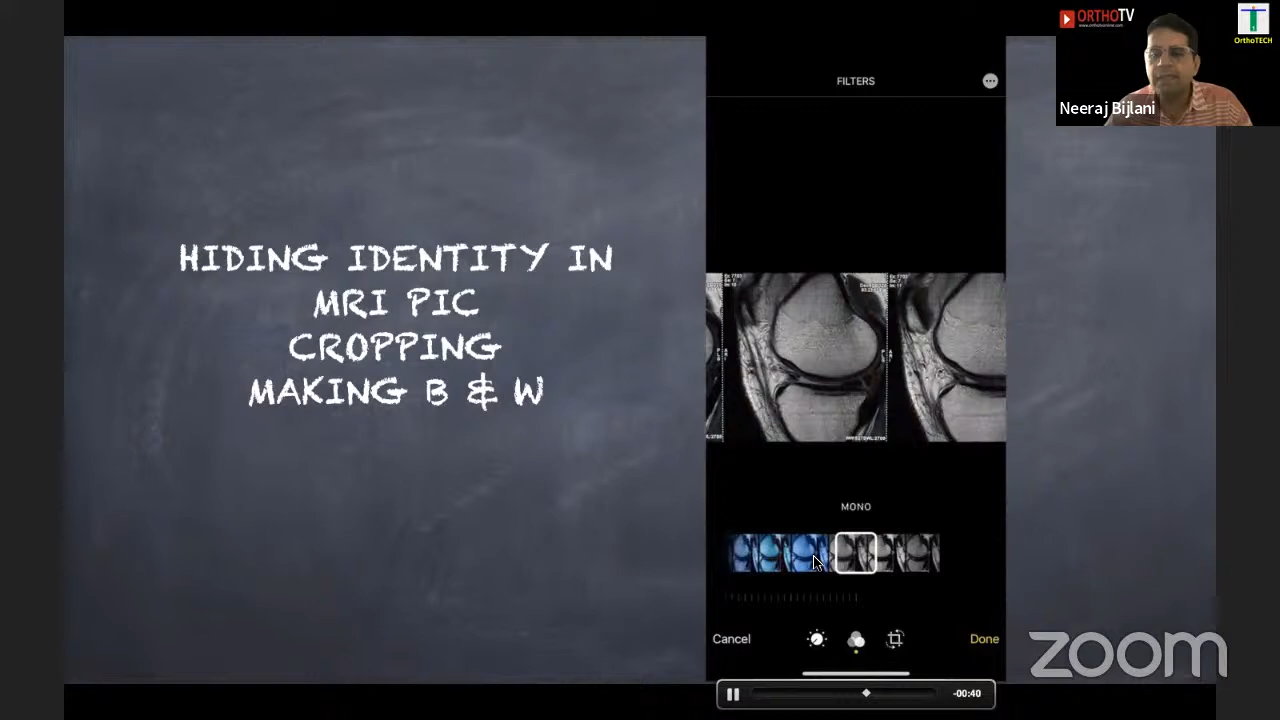 ORTHOTV
OrthoTECH
Neeraj Bijlani
FILTERS
HIDING IDENTITY IN
MRI PIC
CROPPING
MAKING B & W
MONO
Cancel
Done
-00:40
zoom